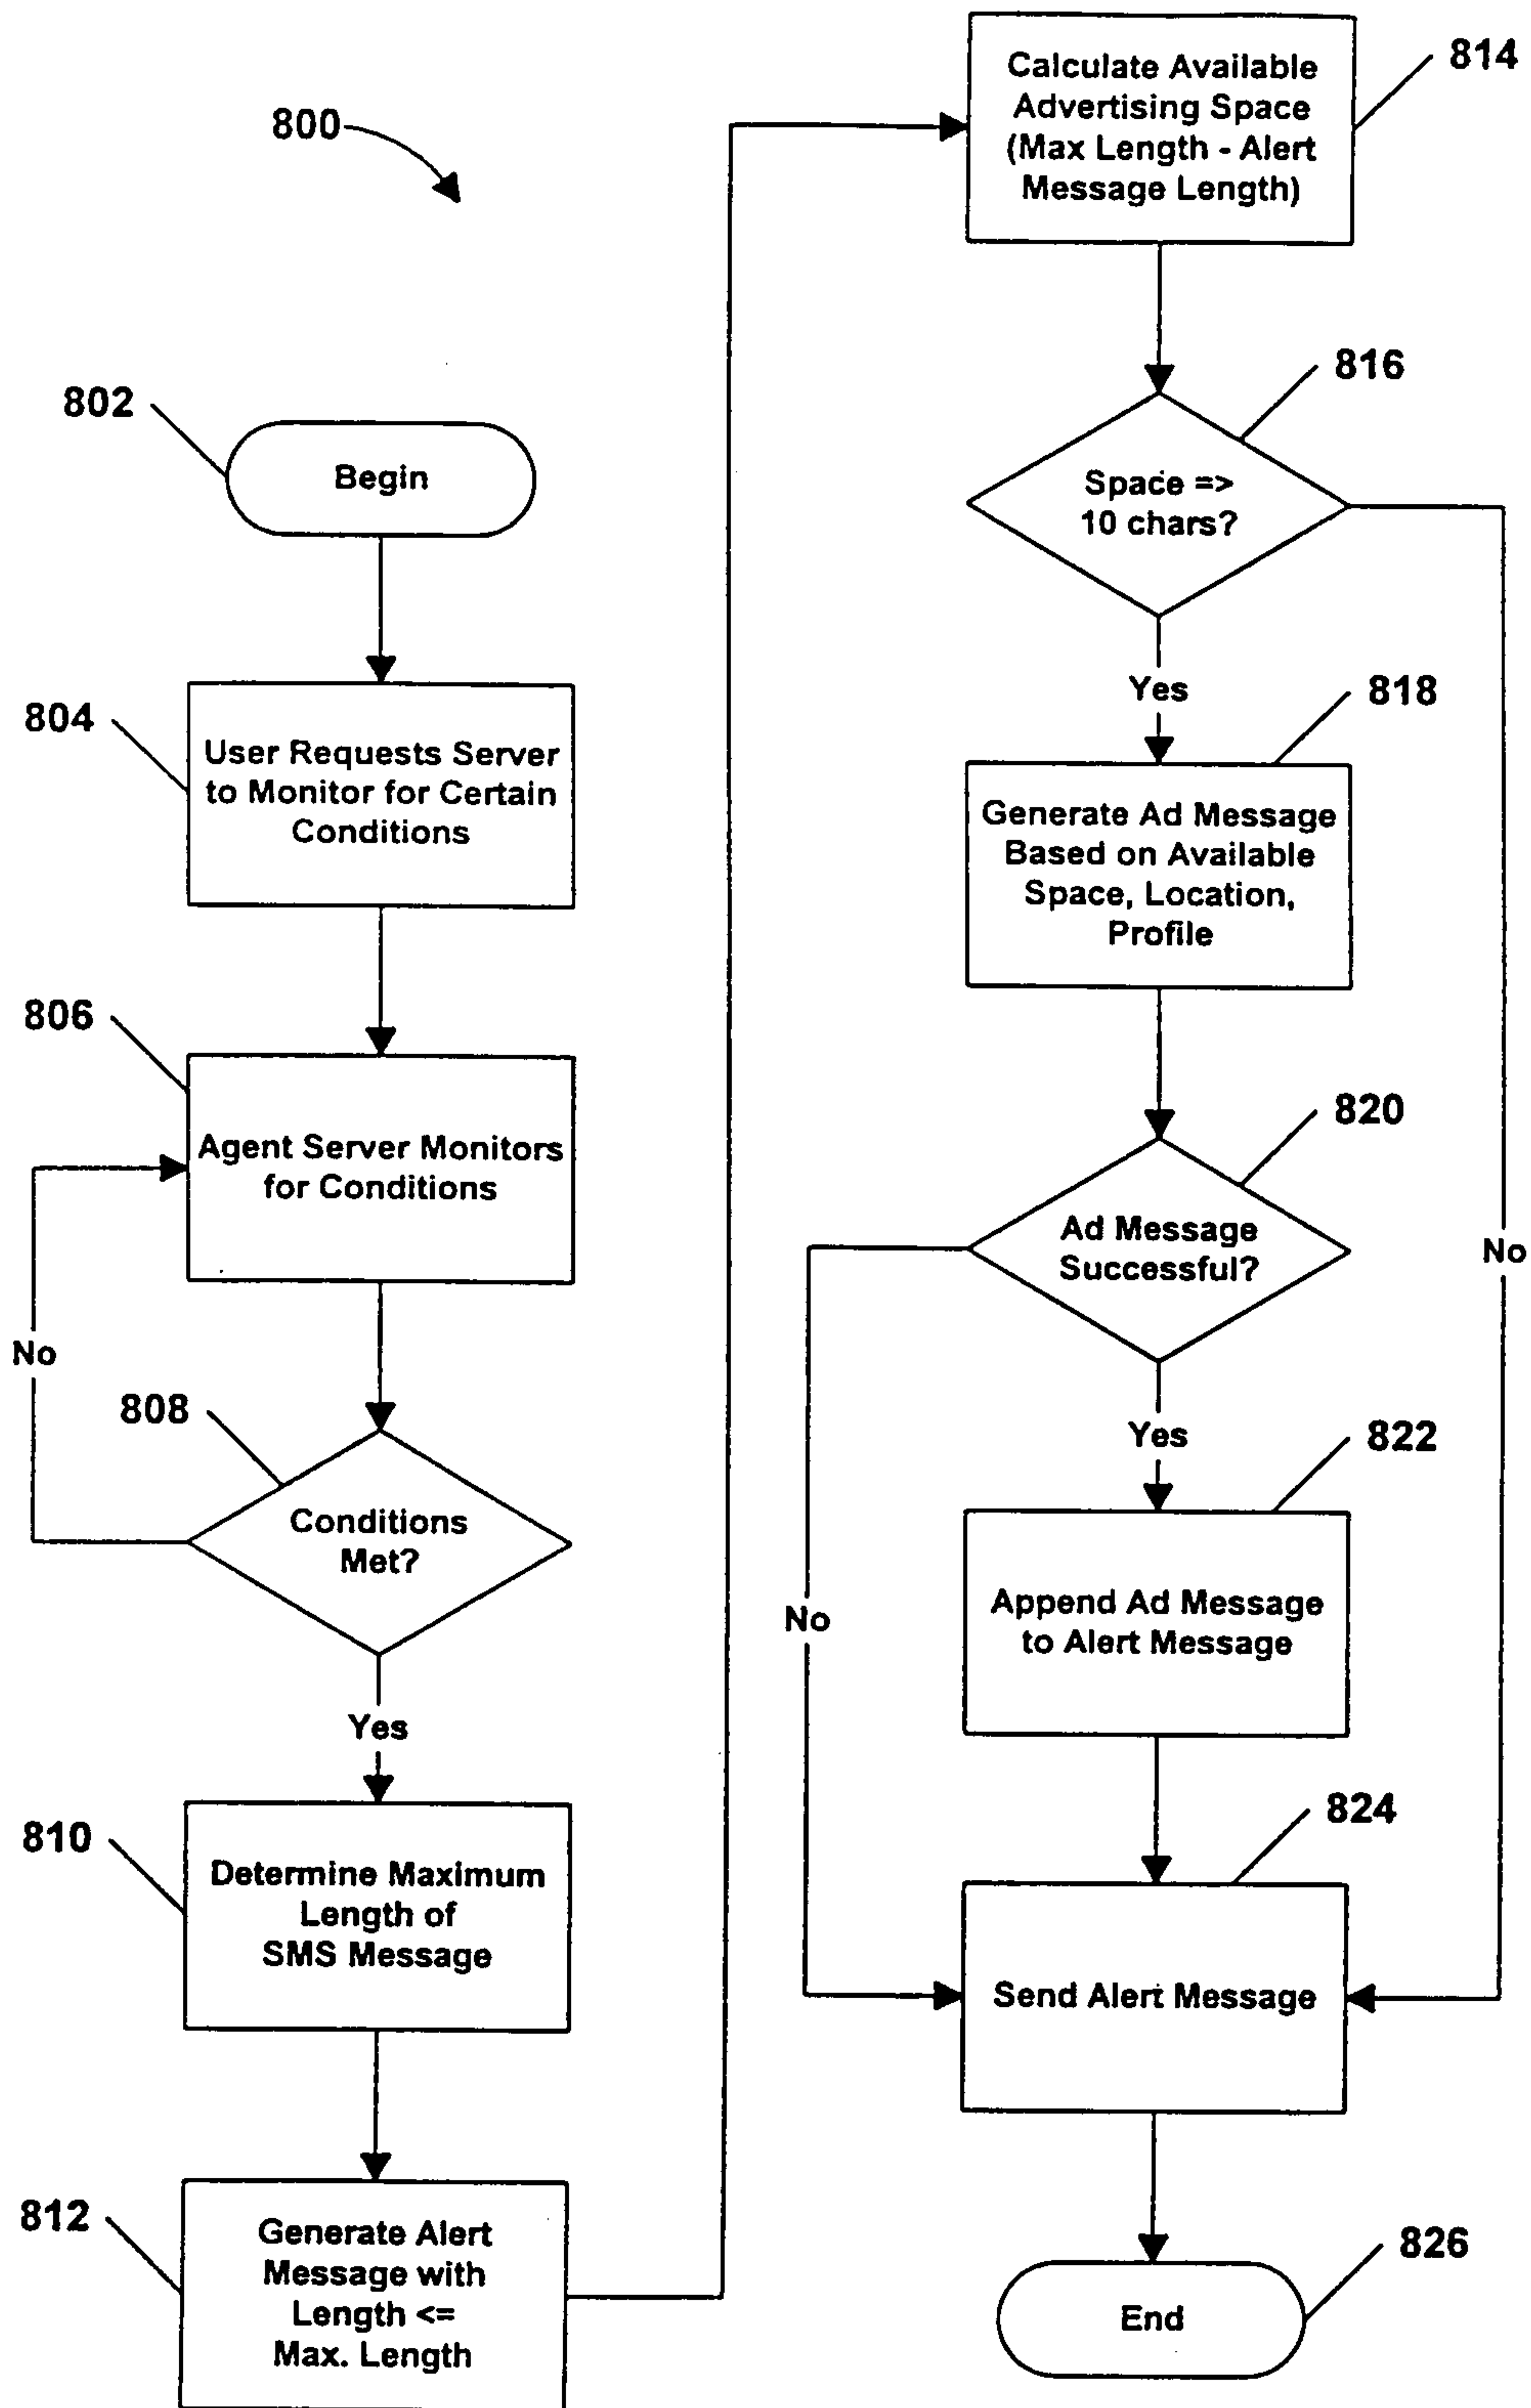 800
802
Begin
804
User Requests Server
to Monitor for Certain
Conditions
806
Agent Server Monitors
for Conditions
No
808
Conditions
Met?
Yes
810
Determine Maximum
Length of
SMS Message
812
Generate Alert
Message with
Length <=
Max. Length
814
Calculate Available
Advertising Space
(Max Length - Alert
Message Length)
816
Space =>
10 chars?
No
Yes
818
Generate Ad Message
Based on Available
Space, Location,
Profile
820
Ad Message
Successful?
No
Yes
822
Append Ad Message
to Alert Message
824
Send Alert Message
826
End